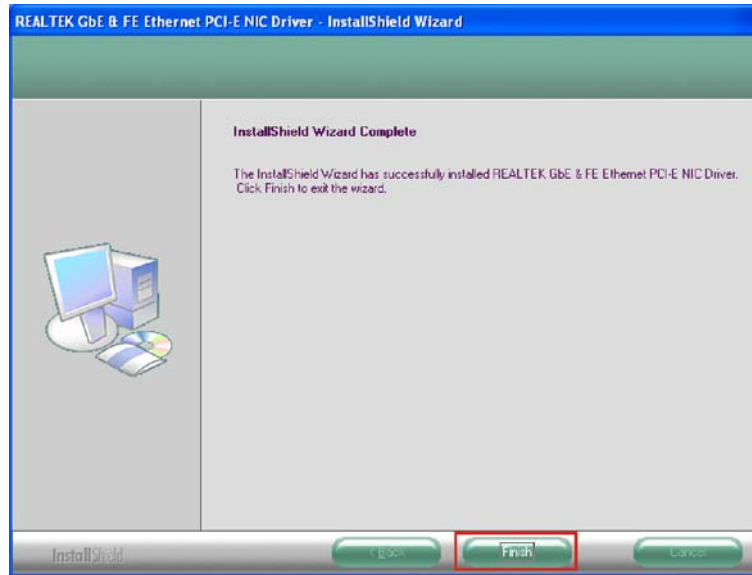 REALTEK GbE & FE Ethernet PCI-E NIC Driver - InstallShield Wizard
InstallShield Wizard Complete
The InstallShield Wizard has successfully installed REALTEK GbE & FE Ethernet PCI-E NIC Driver.
Click Finish to exit the wizard.
InstallShield
< Back
Finish
Cancel